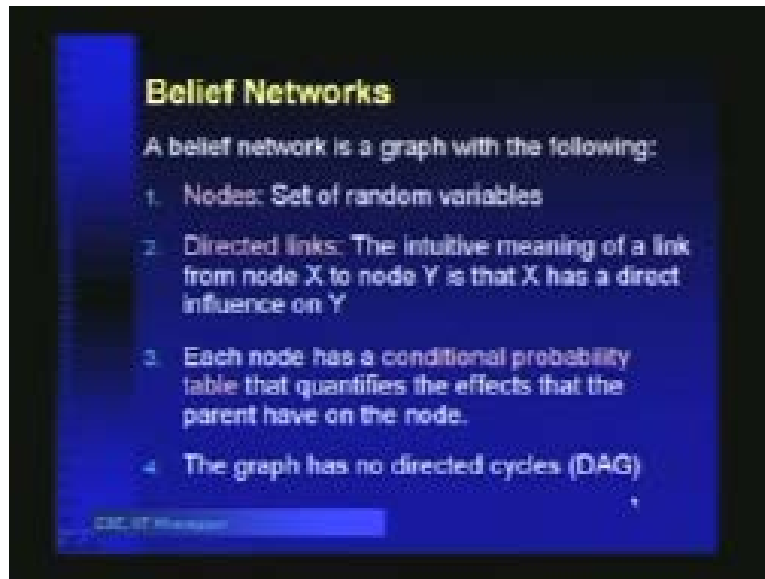 Belief Networks
A belief network is a graph with the following:
1. Nodes: Set of random variables
2. Directed links: The intuitive meaning of a link
from node X to node Y is that X has a direct
influence on Y
3. Each node has a conditional probability
table that quantifies the effects that the
parent have on the node.
4. The graph has no directed cycles (DAG)
CSE, IIT